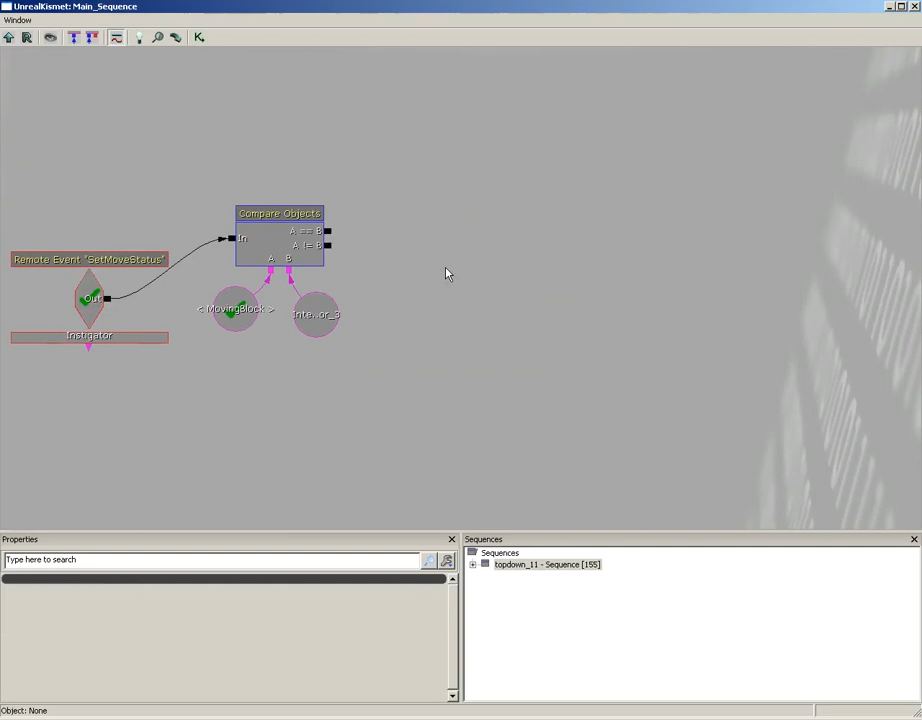 UnrealKismet: Main_Sequence
Window
Compare Objects
In
A == B
A != B
A B
Remote Event "SetMoveStatus"
Out
Instigator
< MovingBlock >
Inte..or_3
Properties
Type here to search
Sequences
Sequences
topdown_11 - Sequence [155]
Object: None